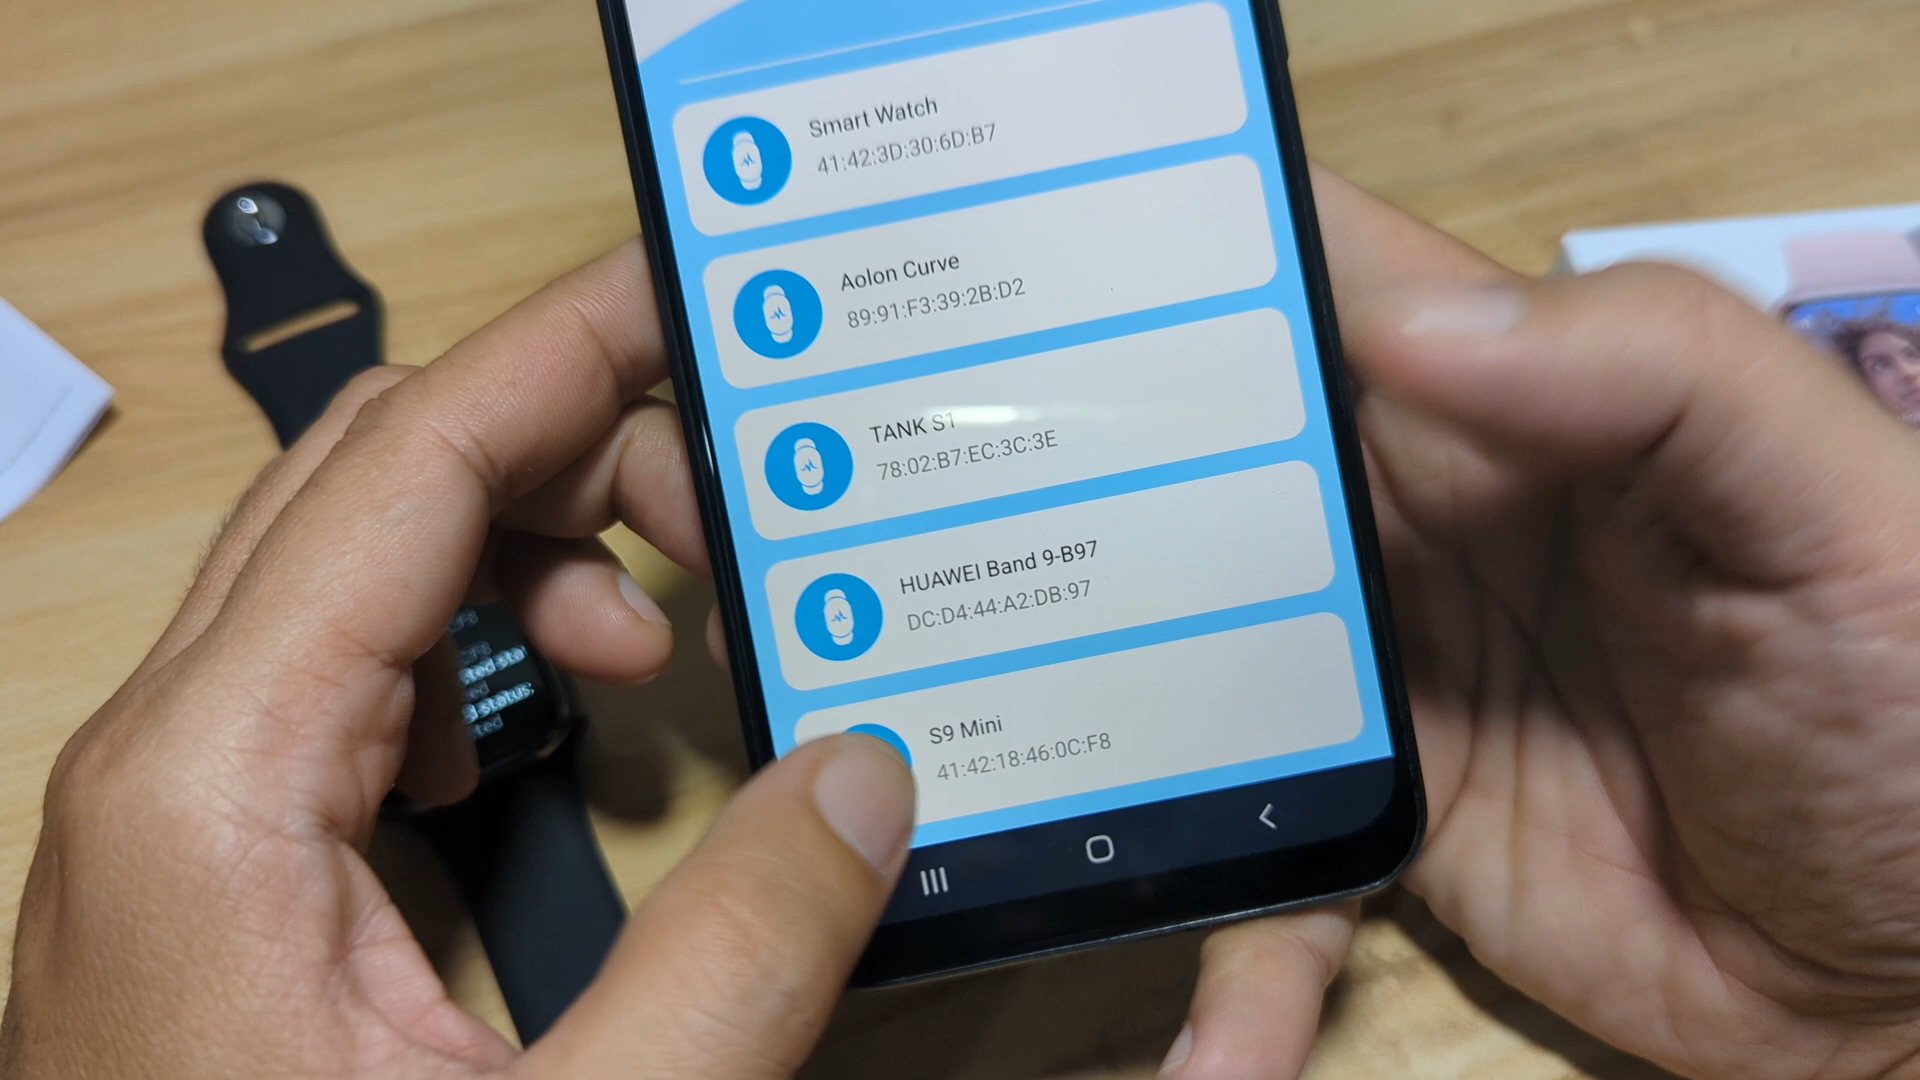 Smart Watch
41:42:3D:30:6D:B7
Aolon Curve
89:91:F3:39:2B:D2
TANK S1
78:02:B7:EC:3C:3E
HUAWEI Band 9-B97
DC:D4:44:A2:DB:97
S9 Mini
41:42:18:46:0C:F8
status: